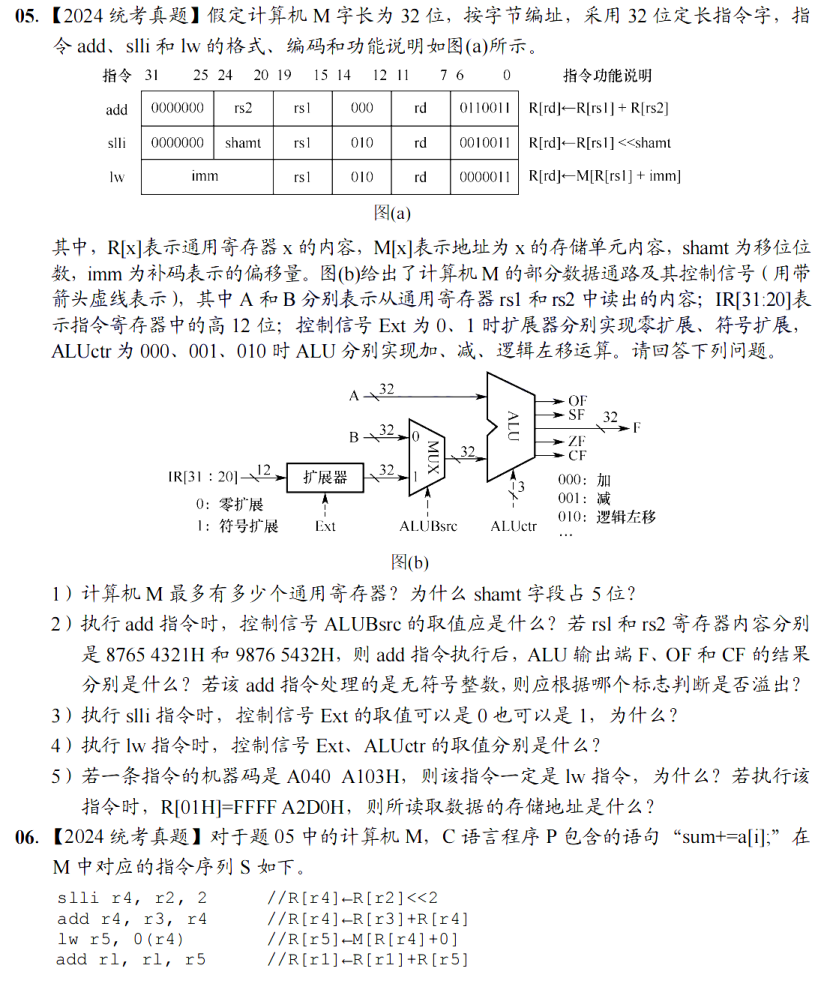 05. 【2024 统考真题】假定计算机 M 字长为 32 位，按字节编址，采用 32 位定长指令字，指
令 add、slli 和 lw 的格式、编码和功能说明如图(a)所示。
指令 31 25 24 20 19 15 14 12 11 7 6 0 指令功能说明
add 0000000 rs2 rs1 000 rd 0110011 R[rd]←R[rs1] + R[rs2]
slli 0000000 shamt rs1 010 rd 0010011 R[rd]←R[rs1] <<shamt
lw imm rs1 010 rd 0000011 R[rd]←M[R[rs1] + imm]
图(a)
其中，R[x]表示通用寄存器 x 的内容，M[x]表示地址为 x 的存储单元内容，shamt 为移位位
数，imm 为补码表示的偏移量。图(b)给出了计算机 M 的部分数据通路及其控制信号（用带
箭头虚线表示），其中 A 和 B 分别表示从通用寄存器 rs1 和 rs2 中读出的内容；IR[31:20]表
示指令寄存器中的高 12 位；控制信号 Ext 为 0、1 时扩展器分别实现零扩展、符号扩展，
ALUctr 为 000、001、010 时 ALU 分别实现加、减、逻辑左移运算。请回答下列问题。
A 32
B 32 0
MUX
32
ALU
OF
SF 32
F
ZF
CF
IR[31：20] 12 扩展器 32 1
0：零扩展
1：符号扩展
Ext ALUBsrc ALUctr
3
000：加
001：减
010：逻辑左移
…
图(b)
1）计算机 M 最多有多少个通用寄存器？为什么 shamt 字段占 5 位？
2）执行 add 指令时，控制信号 ALUBsrc 的取值应是什么？若 rsl 和 rs2 寄存器内容分别
是 8765 4321H 和 9876 5432H，则 add 指令执行后，ALU 输出端 F、OF 和 CF 的结果
分别是什么？若该 add 指令处理的是无符号整数，则应根据哪个标志判断是否溢出？
3）执行 slli 指令时，控制信号 Ext 的取值可以是 0 也可以是 1，为什么？
4）执行 lw 指令时，控制信号 Ext、ALUctr 的取值分别是什么？
5）若一条指令的机器码是 A040 A103H，则该指令一定是 lw 指令，为什么？若执行该
指令时，R[01H]=FFFF A2D0H，则所读取数据的存储地址是什么？
06. 【2024 统考真题】对于题 05 中的计算机 M，C 语言程序 P 包含的语句“sum+=a[i];”在
M 中对应的指令序列 S 如下。
slli r4, r2, 2 //R[r4]←R[r2]<<2
add r4, r3, r4 //R[r4]←R[r3]+R[r4]
lw r5, 0(r4) //R[r5]←M[R[r4]+0]
add rl, rl, r5 //R[r1]←R[r1]+R[r5]